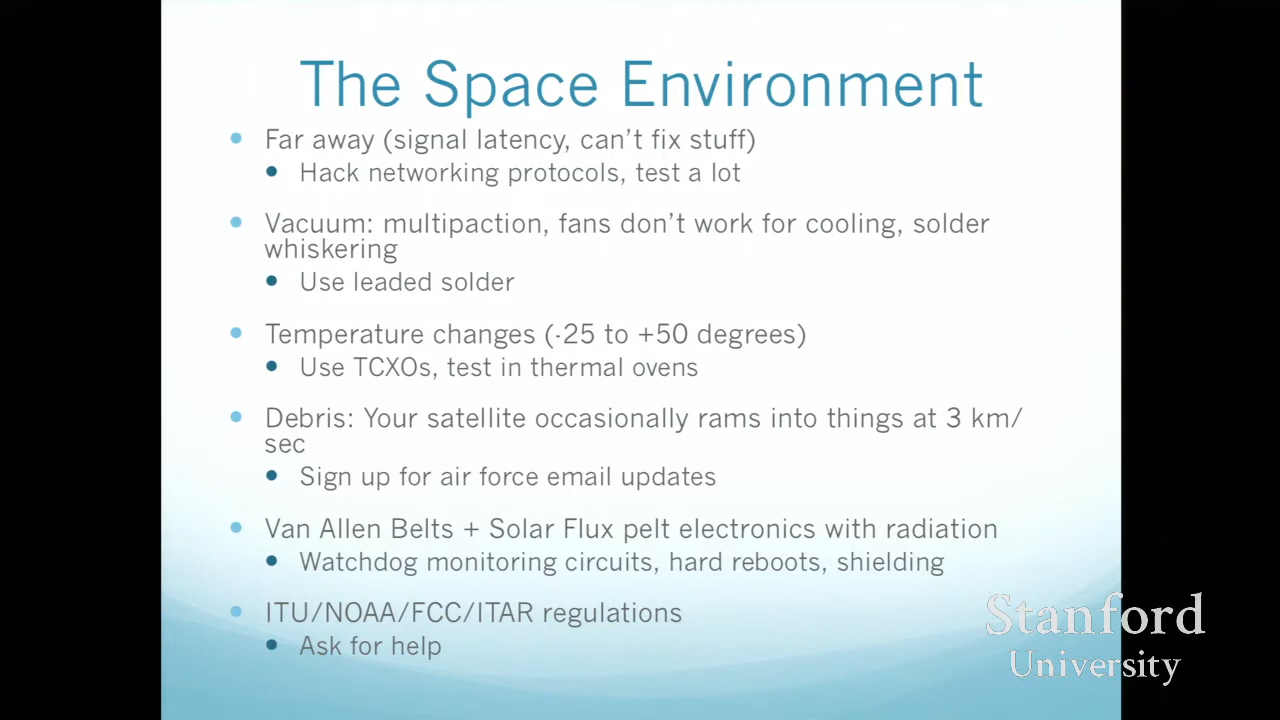 The Space Environment
• Far away (signal latency, can't fix stuff)
• Hack networking protocols, test a lot
• Vacuum: multipaction, fans don't work for cooling, solder
whiskering
• Use leaded solder
• Temperature changes (-25 to +50 degrees)
• Use TCXOs, test in thermal ovens
• Debris: Your satellite occasionally rams into things at 3 km/
sec
• Sign up for air force email updates
• Van Allen Belts + Solar Flux pelt electronics with radiation
• Watchdog monitoring circuits, hard reboots, shielding
• ITU/NOAA/FCC/ITAR regulations
• Ask for help
Stanford
University